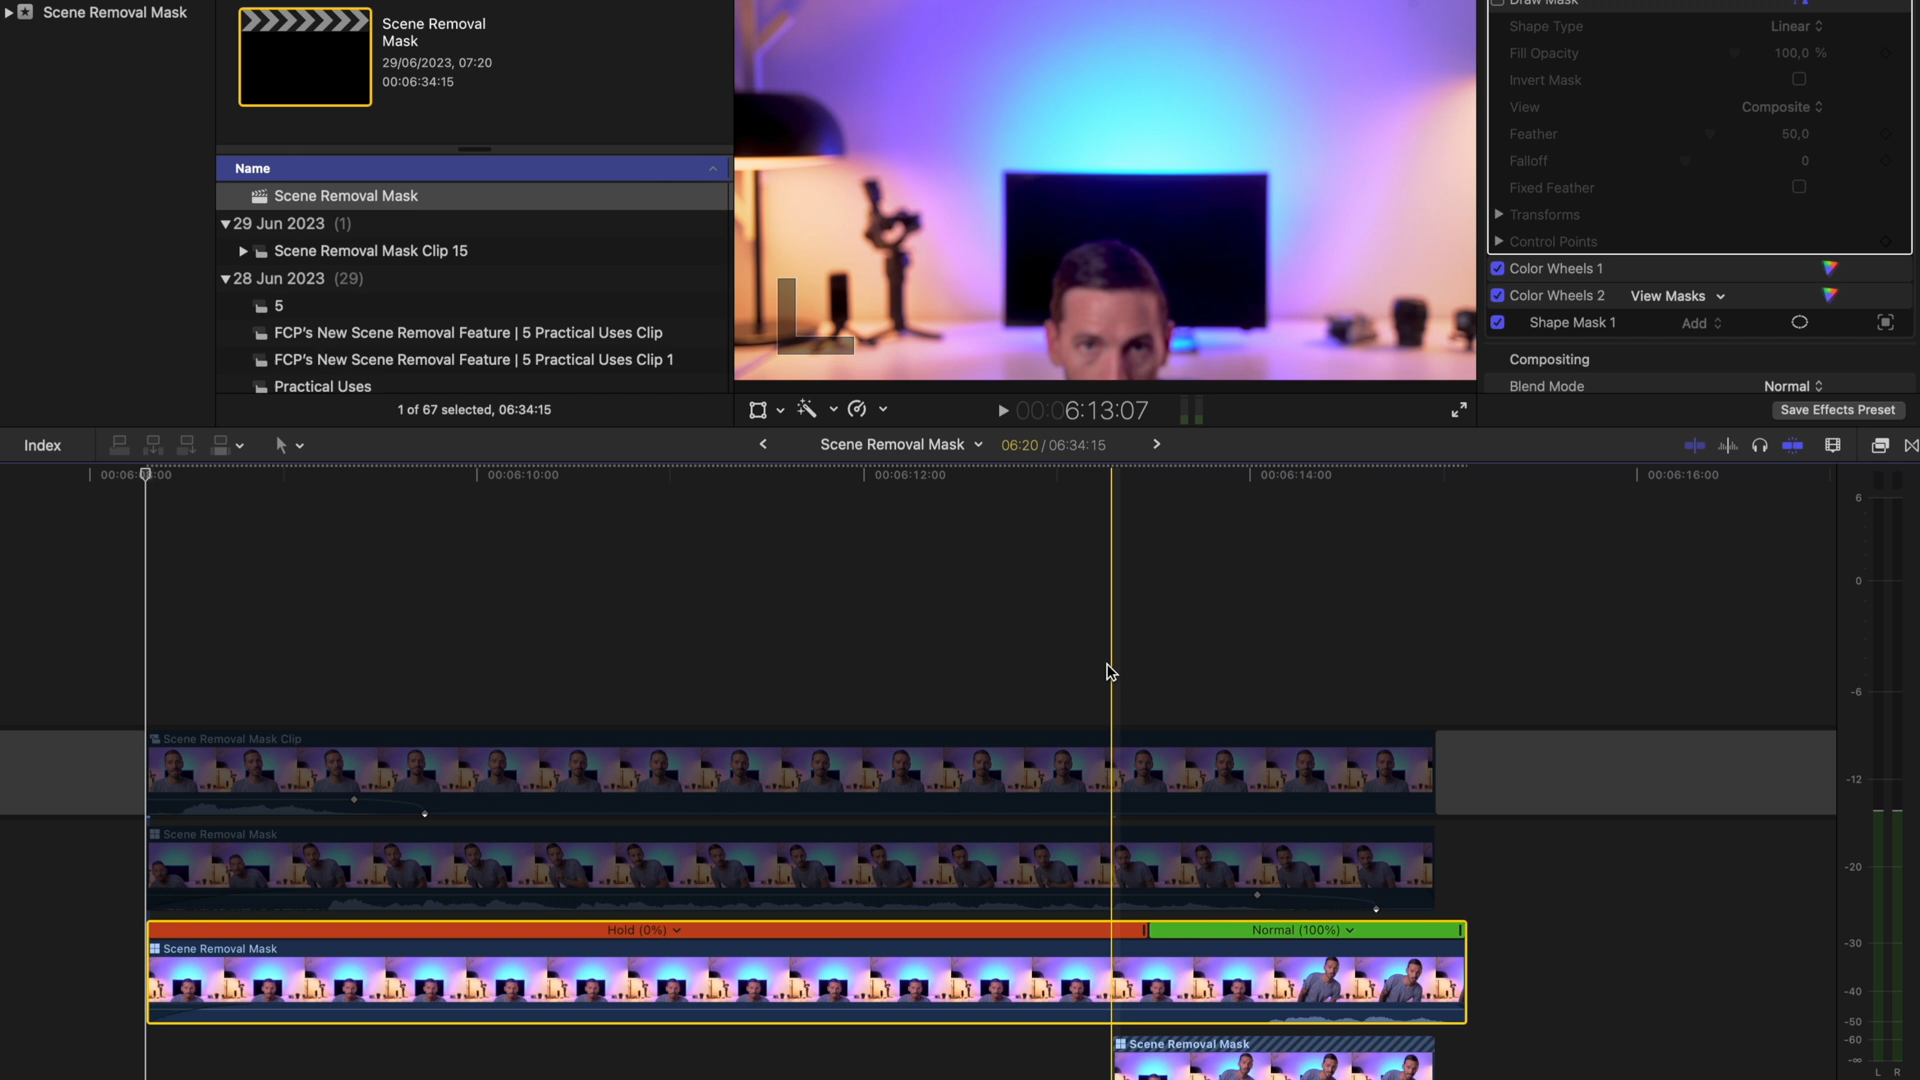 Scene Removal Mask
Scene Removal
Mask
29/06/2023, 07:20
00:06:34:15
Name
Scene Removal Mask
29 Jun 2023 (1)
Scene Removal Mask Clip 15
28 Jun 2023 (29)
5
FCP's New Scene Removal Feature | 5 Practical Uses Clip
FCP's New Scene Removal Feature | 5 Practical Uses Clip 1
Practical Uses
1 of 67 selected, 06:34:15
00:06:13:07
Draw Mask
Shape Type Linear
Fill Opacity 100,0 %
Invert Mask
View Composite
Feather 50,0
Falloff 0
Fixed Feather
Transforms
Control Points
Color Wheels 1
Color Wheels 2 View Masks
Shape Mask 1 Add
Compositing
Blend Mode Normal
Save Effects Preset
Index
Scene Removal Mask 06:20 / 06:34:15
00:06:10:00 00:06:12:00 00:06:14:00 00:06:16:00
Scene Removal Mask Clip
Scene Removal Mask
Hold (0%) Normal (100%)
Scene Removal Mask
Scene Removal Mask
6
0
-6
-12
-20
-30
-40
-50
-60
-∞
L R